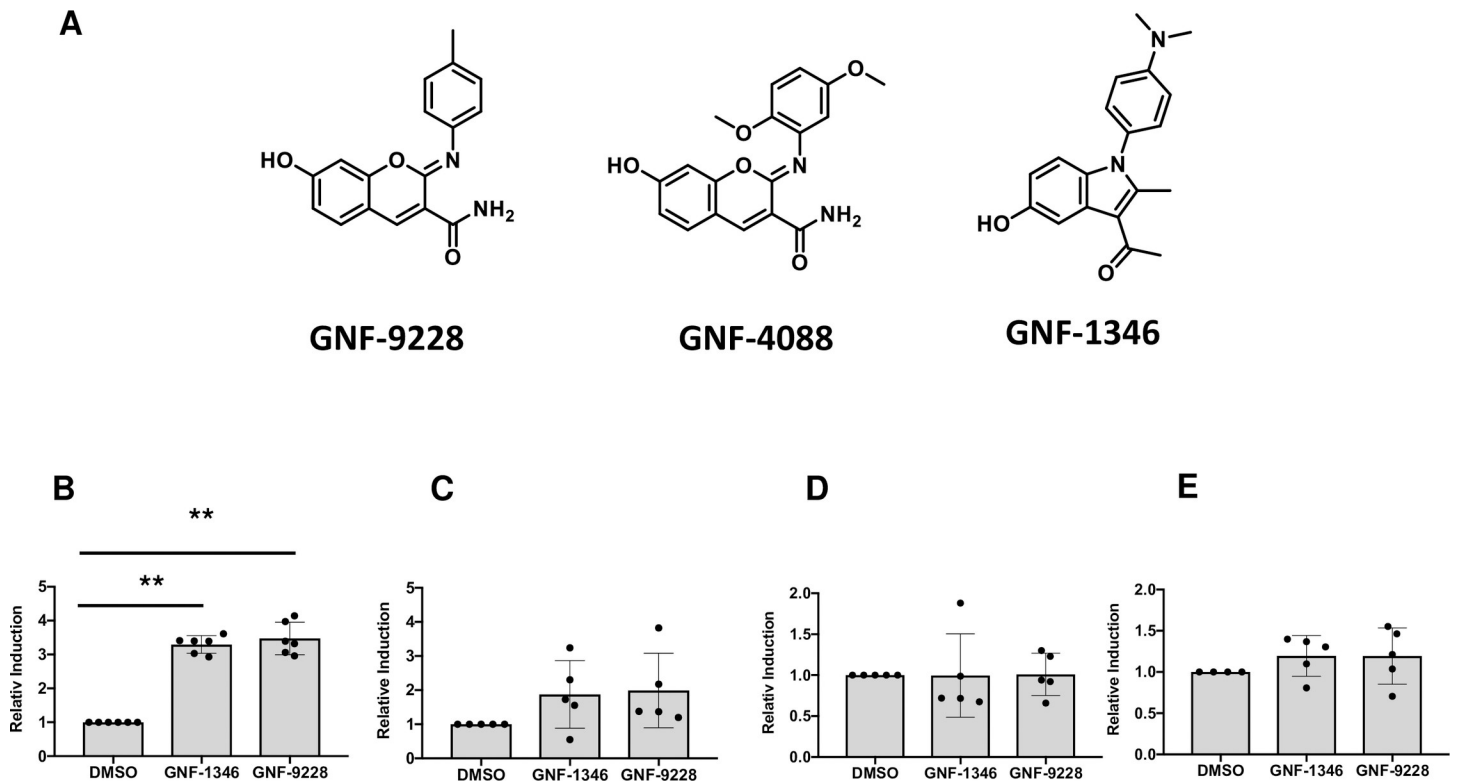 A
HO
O
N
NH2
O
HO
O
O
O
N
NH2
O
N
N
HO
O
GNF-9228
GNF-4088
GNF-1346
B
**
**
Relative Induction
5
4
3
2
1
0
DMSO
GNF-1346
GNF-9228
C
Relative Induction
5
4
3
2
1
0
DMSO
GNF-1346
GNF-9228
D
Relativ Induction
2.0
1.5
1.0
0.5
0.0
DMSO
GNF-1346
GNF-9228
E
Relative Induction
2.0
1.5
1.0
0.5
0.0
DMSO
GNF-1346
GNF-9228